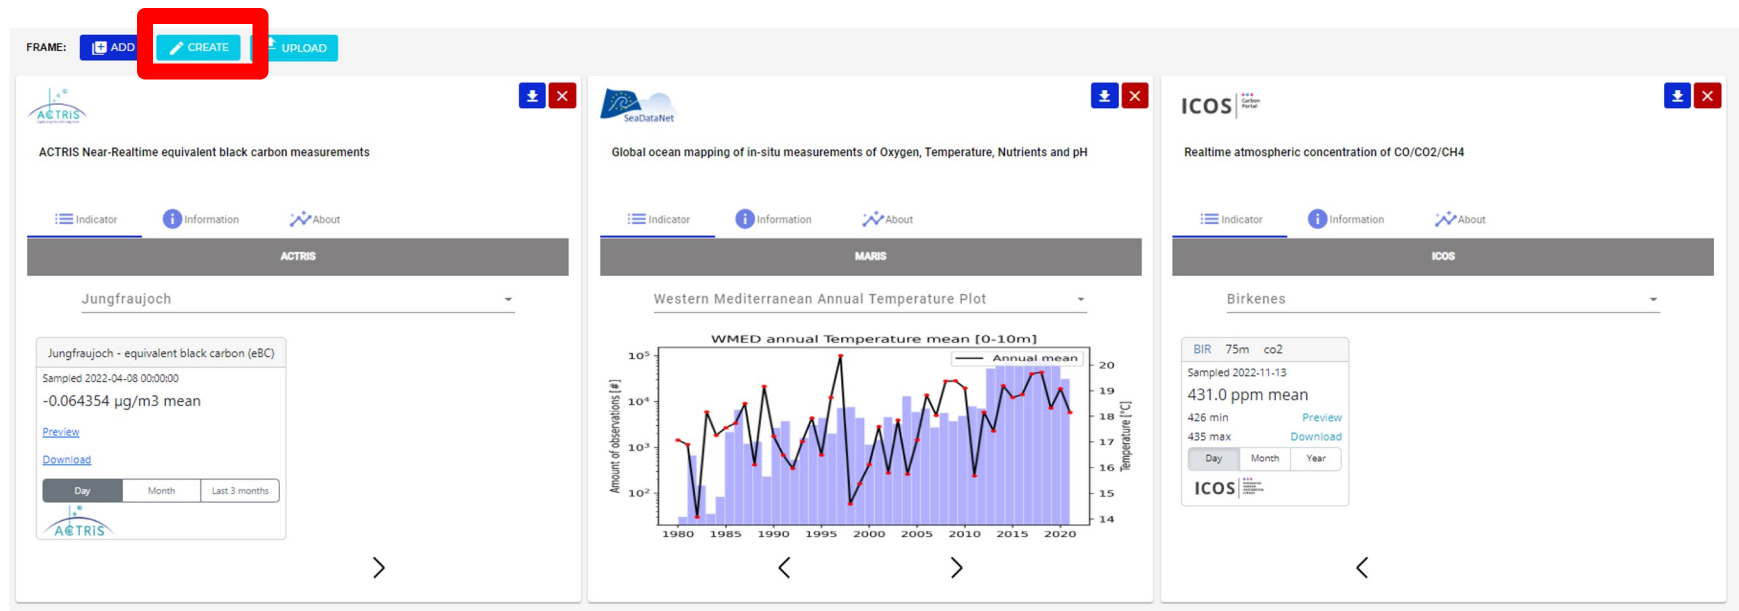 FRAME: ADD CREATE UPLOAD
ACTRIS
ACTRIS Near-Realtime equivalent black carbon measurements
Indicator Information About
ACTRIS
Jungfraujoch
Jungfraujoch - equivalent black carbon (eBC)
Sampled 2022-04-08 00:00:00
-0.064354 µg/m3 mean
Preview
Download
Day Month Last 3 months
ACTRIS
SeaDataNet
Global ocean mapping of in-situ measurements of Oxygen, Temperature, Nutrients and pH
Indicator Information About
MARIS
Western Mediterranean Annual Temperature Plot
WMED annual Temperature mean [0-10m]
Annual mean
Amount of observations [#]
10⁵
10⁴
10³
10²
20
19
18
17
16
15
14
Temperature [°C]
1980 1985 1990 1995 2000 2005 2010 2015 2020
ICOS Carbon Portal
Realtime atmospheric concentration of CO/CO2/CH4
Indicator Information About
ICOS
Birkenes
BIR 75m co2
Sampled 2022-11-13
431.0 ppm mean
426 min Preview
435 max Download
Day Month Year
ICOS